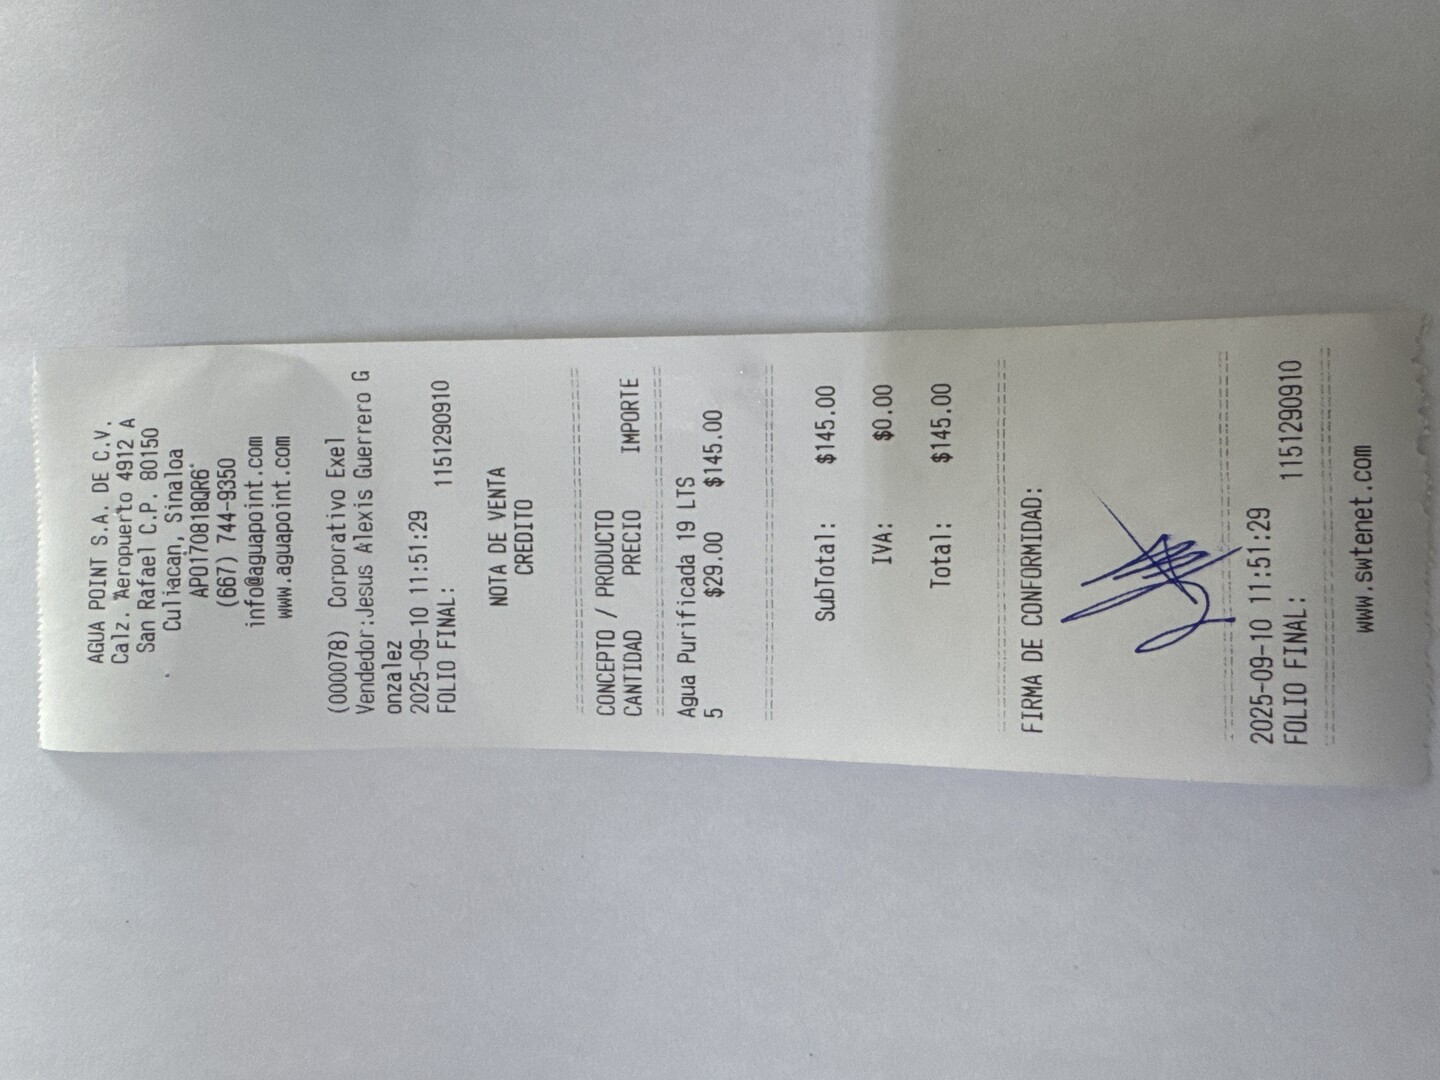 AGUA POINT S.A. DE C.V.
Calz. Aeropuerto 4912 A
San Rafael C.P. 80150
Culiacan, Sinaloa
APO170818QR6
(667) 744-9350
info@aguapoint.com
www.aguapoint.com
(000078) Corporativo Exel
Vendedor:Jesus Alexis Guerrero G
onzalez
2025-09-10 11:51:29
FOLIO FINAL: 1151290910
NOTA DE VENTA
CREDITO
CONCEPTO / PRODUCTO
CANTIDAD PRECIO IMPORTE
Agua Purificada 19 LTS
5 $29.00 $145.00
SubTotal: $145.00
IVA: $0.00
Total: $145.00
FIRMA DE CONFORMIDAD:
2025-09-10 11:51:29
FOLIO FINAL: 1151290910
www.swtenet.com